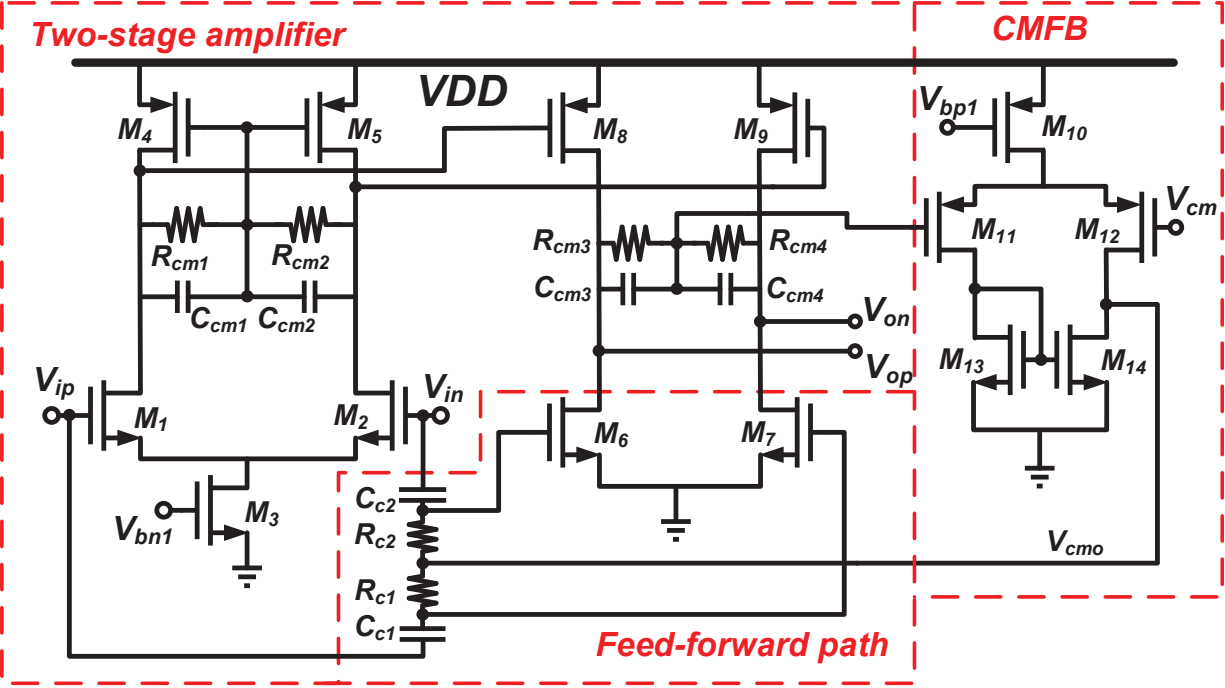 Two-stage amplifier
CMFB
VDD
M4
M5
M8
M9
Vbp1
M10
Rcm1
Rcm2
Rcm3
Rcm4
M11
M12
Vcm
Ccm1
Ccm2
Ccm3
Ccm4
Von
Vop
M13
M14
Vip
M1
M2
Vin
M6
M7
Vbn1
M3
Cc2
Rc2
Vcmo
Rc1
Cc1
Feed-forward path